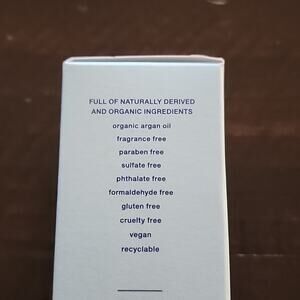 FULL OF NATURALLY DERIVED
AND ORGANIC INGREDIENTS
organic argan oil
fragrance free
paraben free
sulfate free
phthalate free
formaldehyde free
gluten free
cruelty free
vegan
recyclable